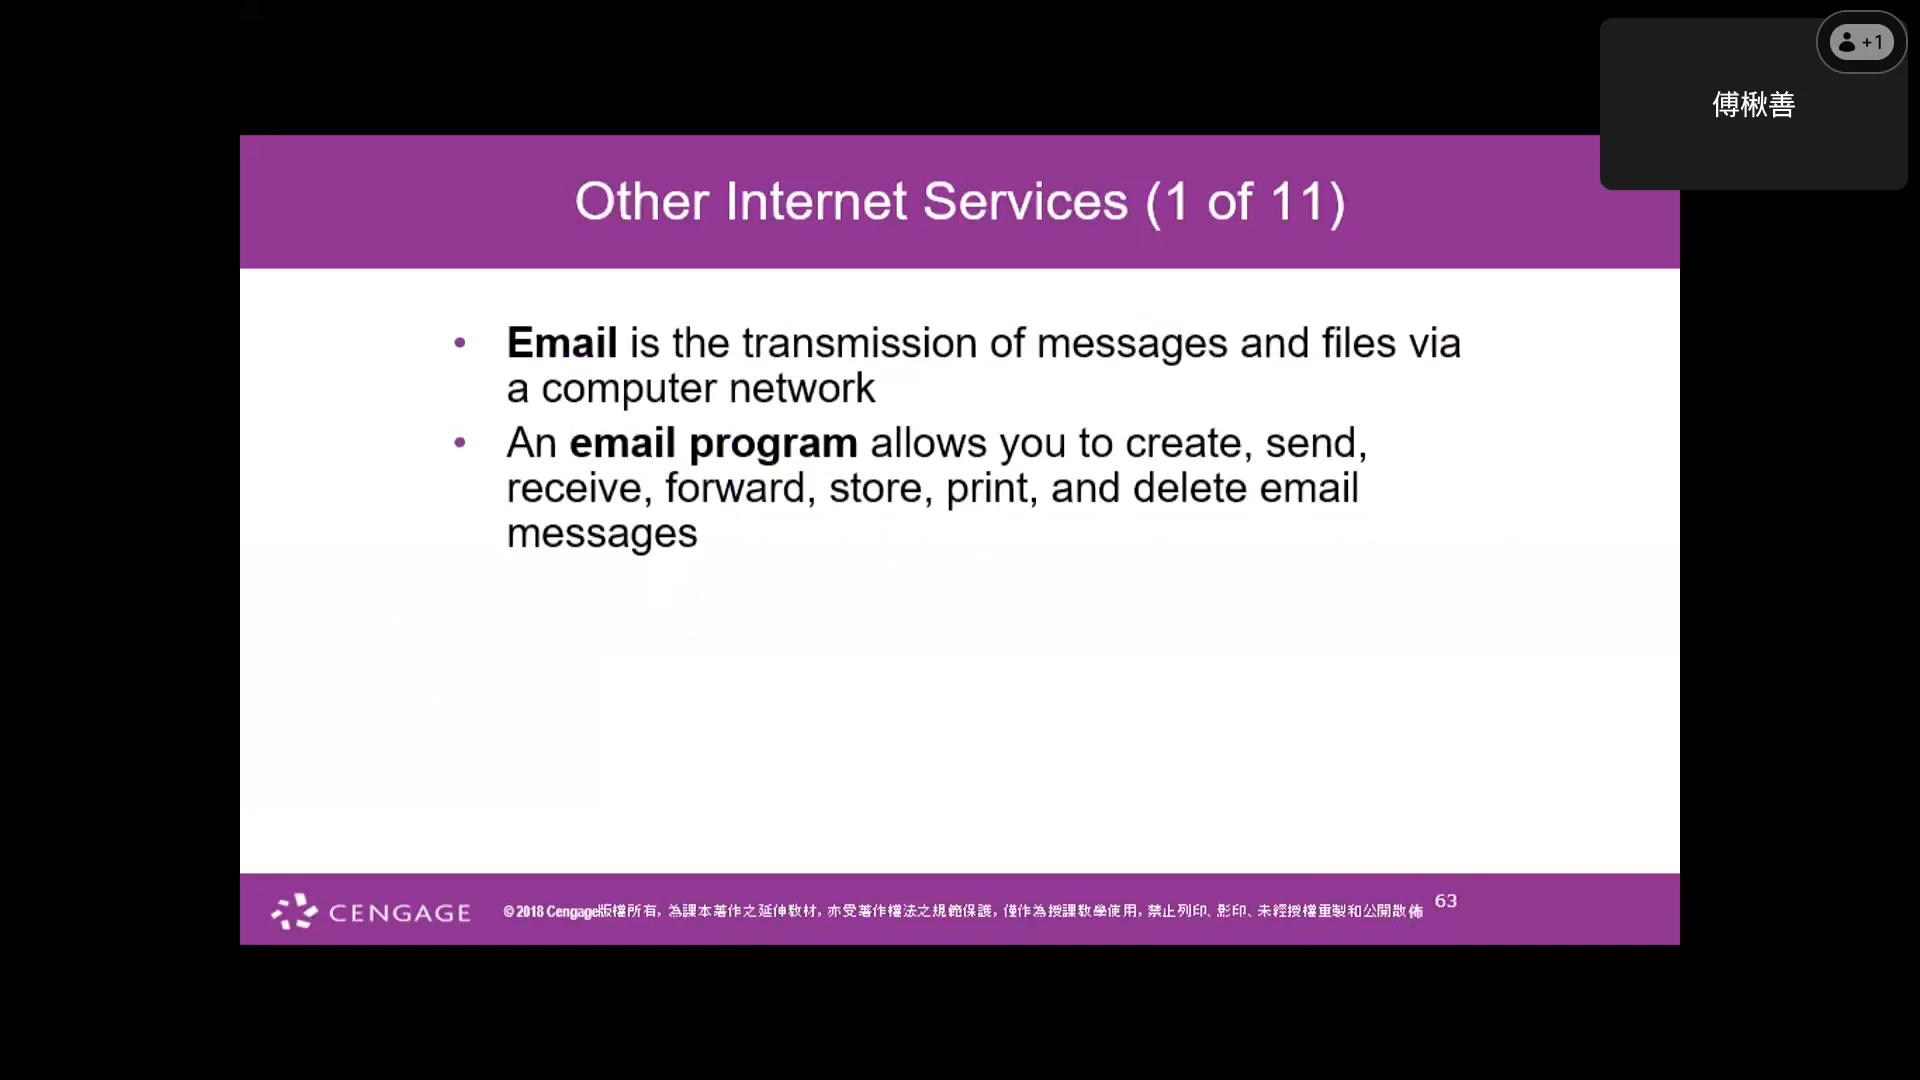 +1
傅楸善
Other Internet Services (1 of 11)
• Email is the transmission of messages and files via
a computer network
• An email program allows you to create, send,
receive, forward, store, print, and delete email
messages
CENGAGE
© 2018 Cengage版權所有, 為課本著作之延伸教材, 亦受著作權法之規範保護, 僅作為授課教學使用, 禁止列印、影印、未經授權重製和公開散佈
63